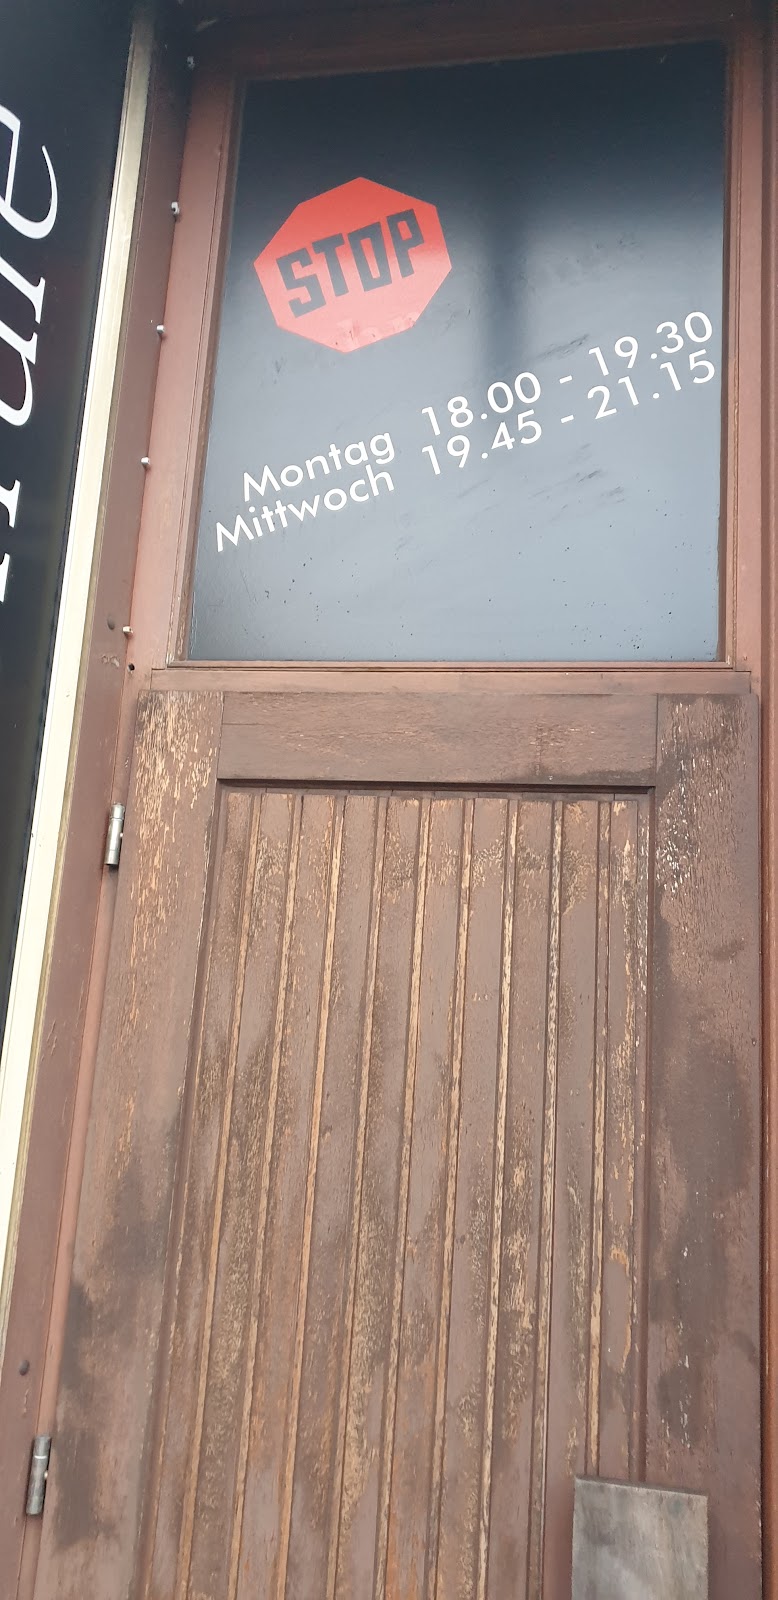 STOP
Montag 18.00 - 19.30
Mittwoch 19.45 - 21.15